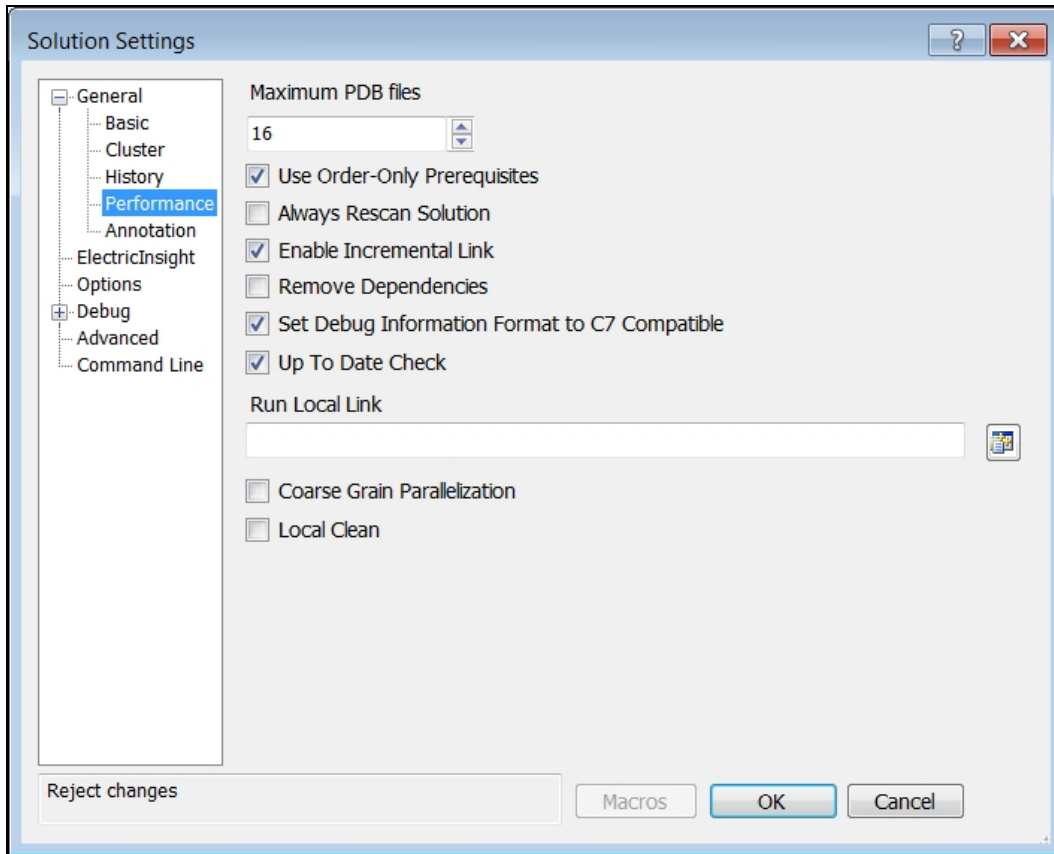 Solution Settings
?
General
Basic
Cluster
History
Performance
Annotation
ElectricInsight
Options
Debug
Advanced
Command Line
Maximum PDB files
16
Use Order-Only Prerequisites
Always Rescan Solution
Enable Incremental Link
Remove Dependencies
Set Debug Information Format to C7 Compatible
Up To Date Check
Run Local Link
Coarse Grain Parallelization
Local Clean
Reject changes
Macros
OK
Cancel